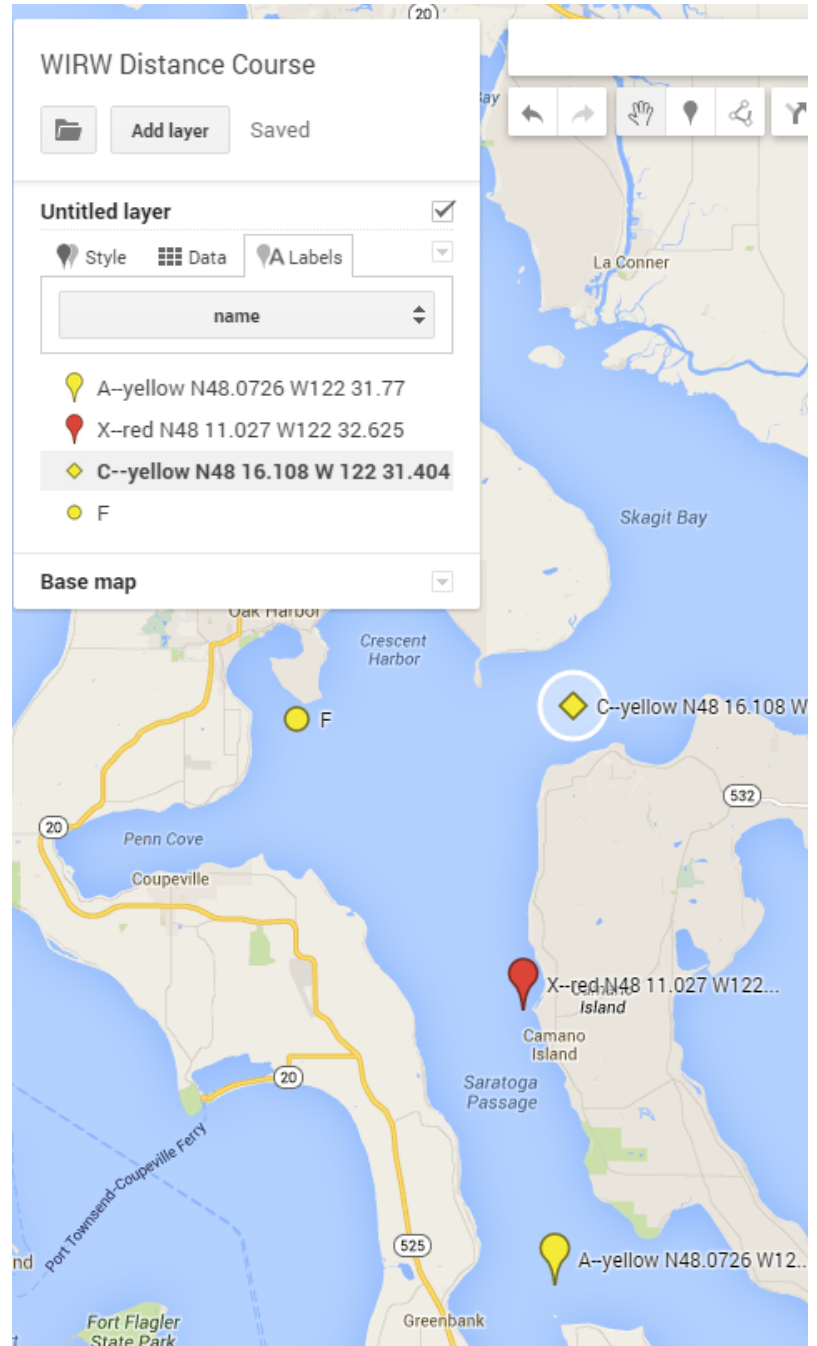 (20)
WIRW Distance Course
Add layer Saved
Bay
Untitled layer
Style Data A Labels
name
A--yellow N48.0726 W122 31.77
X--red N48 11.027 W122 32.625
C--yellow N48 16.108 W 122 31.404
F
Base map
La Conner
Skagit Bay
Oak Harbor
Crescent
Harbor
F
C--yellow N48 16.108 W
532
20
Penn Cove
Coupeville
X--red N48 11.027 W122...
Camano
Island
Camano
Island
20
Saratoga
Passage
Port Townsend-Coupeville Ferry
525
nd
A--yellow N48.0726 W12...
Fort Flagler
State Park
Greenbank